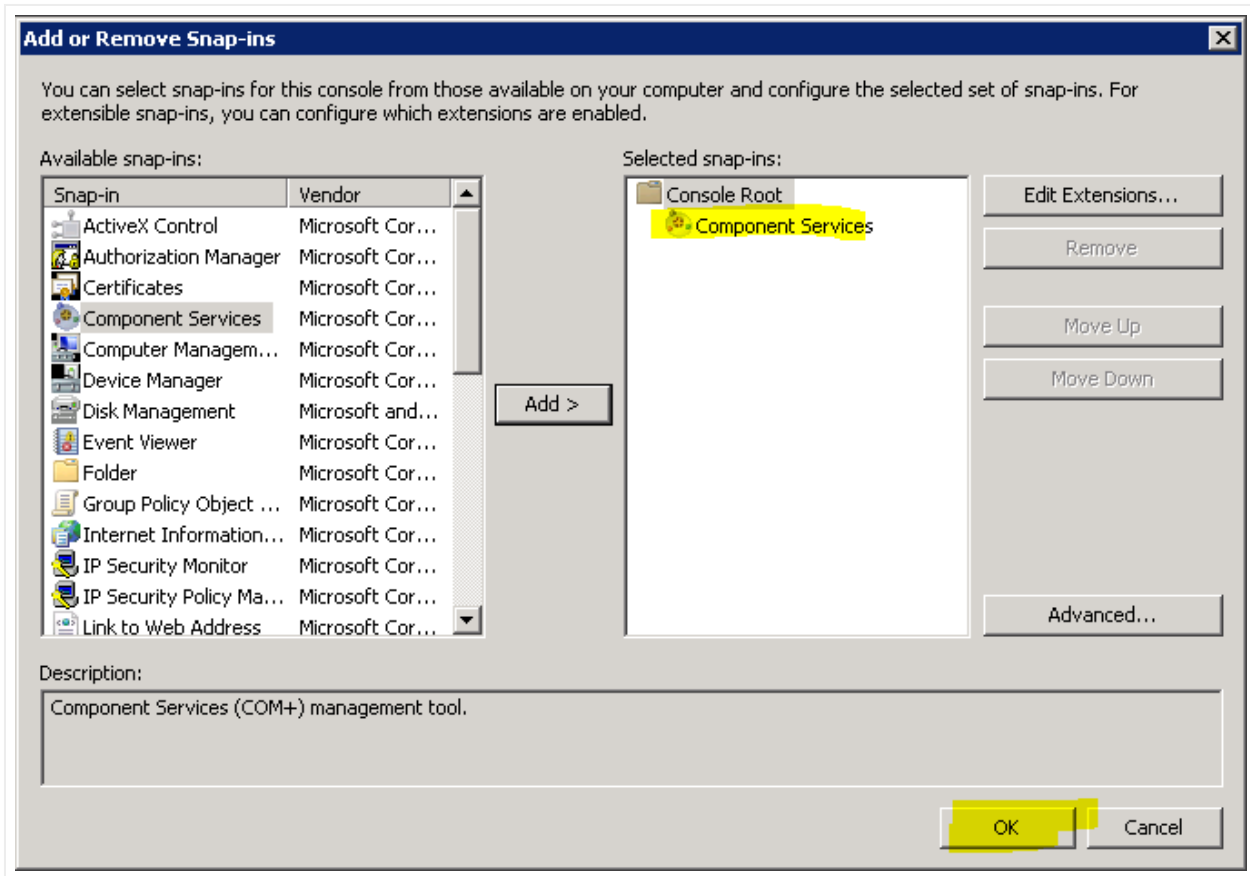 Add or Remove Snap-ins
You can select snap-ins for this console from those available on your computer and configure the selected set of snap-ins. For
extensible snap-ins, you can configure which extensions are enabled.
Available snap-ins:
Selected snap-ins:
Snap-in Vendor
ActiveX Control Microsoft Cor...
Authorization Manager Microsoft Cor...
Certificates Microsoft Cor...
Component Services Microsoft Cor...
Computer Managem... Microsoft Cor...
Device Manager Microsoft Cor...
Disk Management Microsoft and...
Event Viewer Microsoft Cor...
Folder Microsoft Cor...
Group Policy Object ... Microsoft Cor...
Internet Information... Microsoft Cor...
IP Security Monitor Microsoft Cor...
IP Security Policy Ma... Microsoft Cor...
Link to Web Address Microsoft Cor...
Add >
Console Root
Component Services
Edit Extensions...
Remove
Move Up
Move Down
Advanced...
Description:
Component Services (COM+) management tool.
OK
Cancel